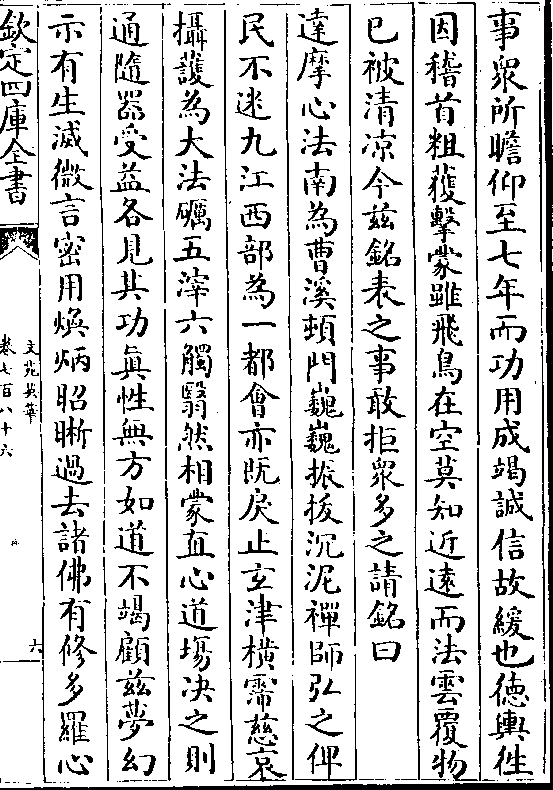 事衆所瞻仰至七年而功用成竭誠信故緩也德輿往
因稽首粗獲擊蒙雖飛鳥在空莫知近遠而法雲覆物
已被清凉今兹銘表之事敢拒衆多之請銘曰
達摩心法南為曹溪頓門巍巍振拔沉泥禪師弘之俾
民不迷九江西部為一都會亦既戾止玄津横霈慈哀
攝護為大法礪五滓六觸翳然相蒙直心道場决之則
通隨器受益各見其功真性無方妙道不竭顧兹夢幻
示有生滅微言密用煥炳昭晣過去諸佛有修多羅心
欽定四庫全書
文苑英華
卷七百八十六
六